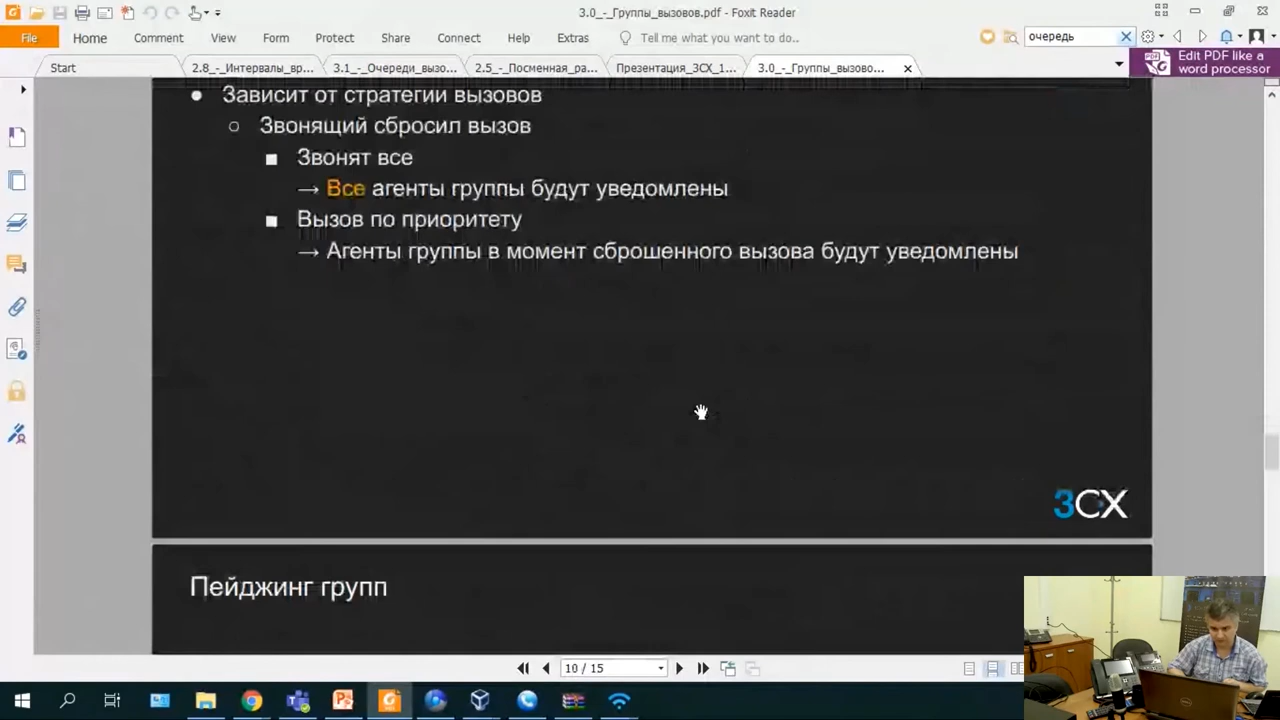 3.0_-_Группы_вызовов.pdf - Foxit Reader
File Home Comment View Form Protect Share Connect Help Extras Tell me what you want to do... очередь
Start 2.8_-_Интервалы_вр... 3.1_-_Очереди_вызо... 2.5_-_Посменная_ра... Презентация_3CX_1... 3.0_-_Группы_вызово... Edit PDF like a
word processor
Зависит от стратегии вызовов
Звонящий сбросил вызов
Звонят все
→ Все агенты группы будут уведомлены
Вызов по приоритету
→ Агенты группы в момент сброшенного вызова будут уведомлены
3CX
Пейджинг групп
10 / 15